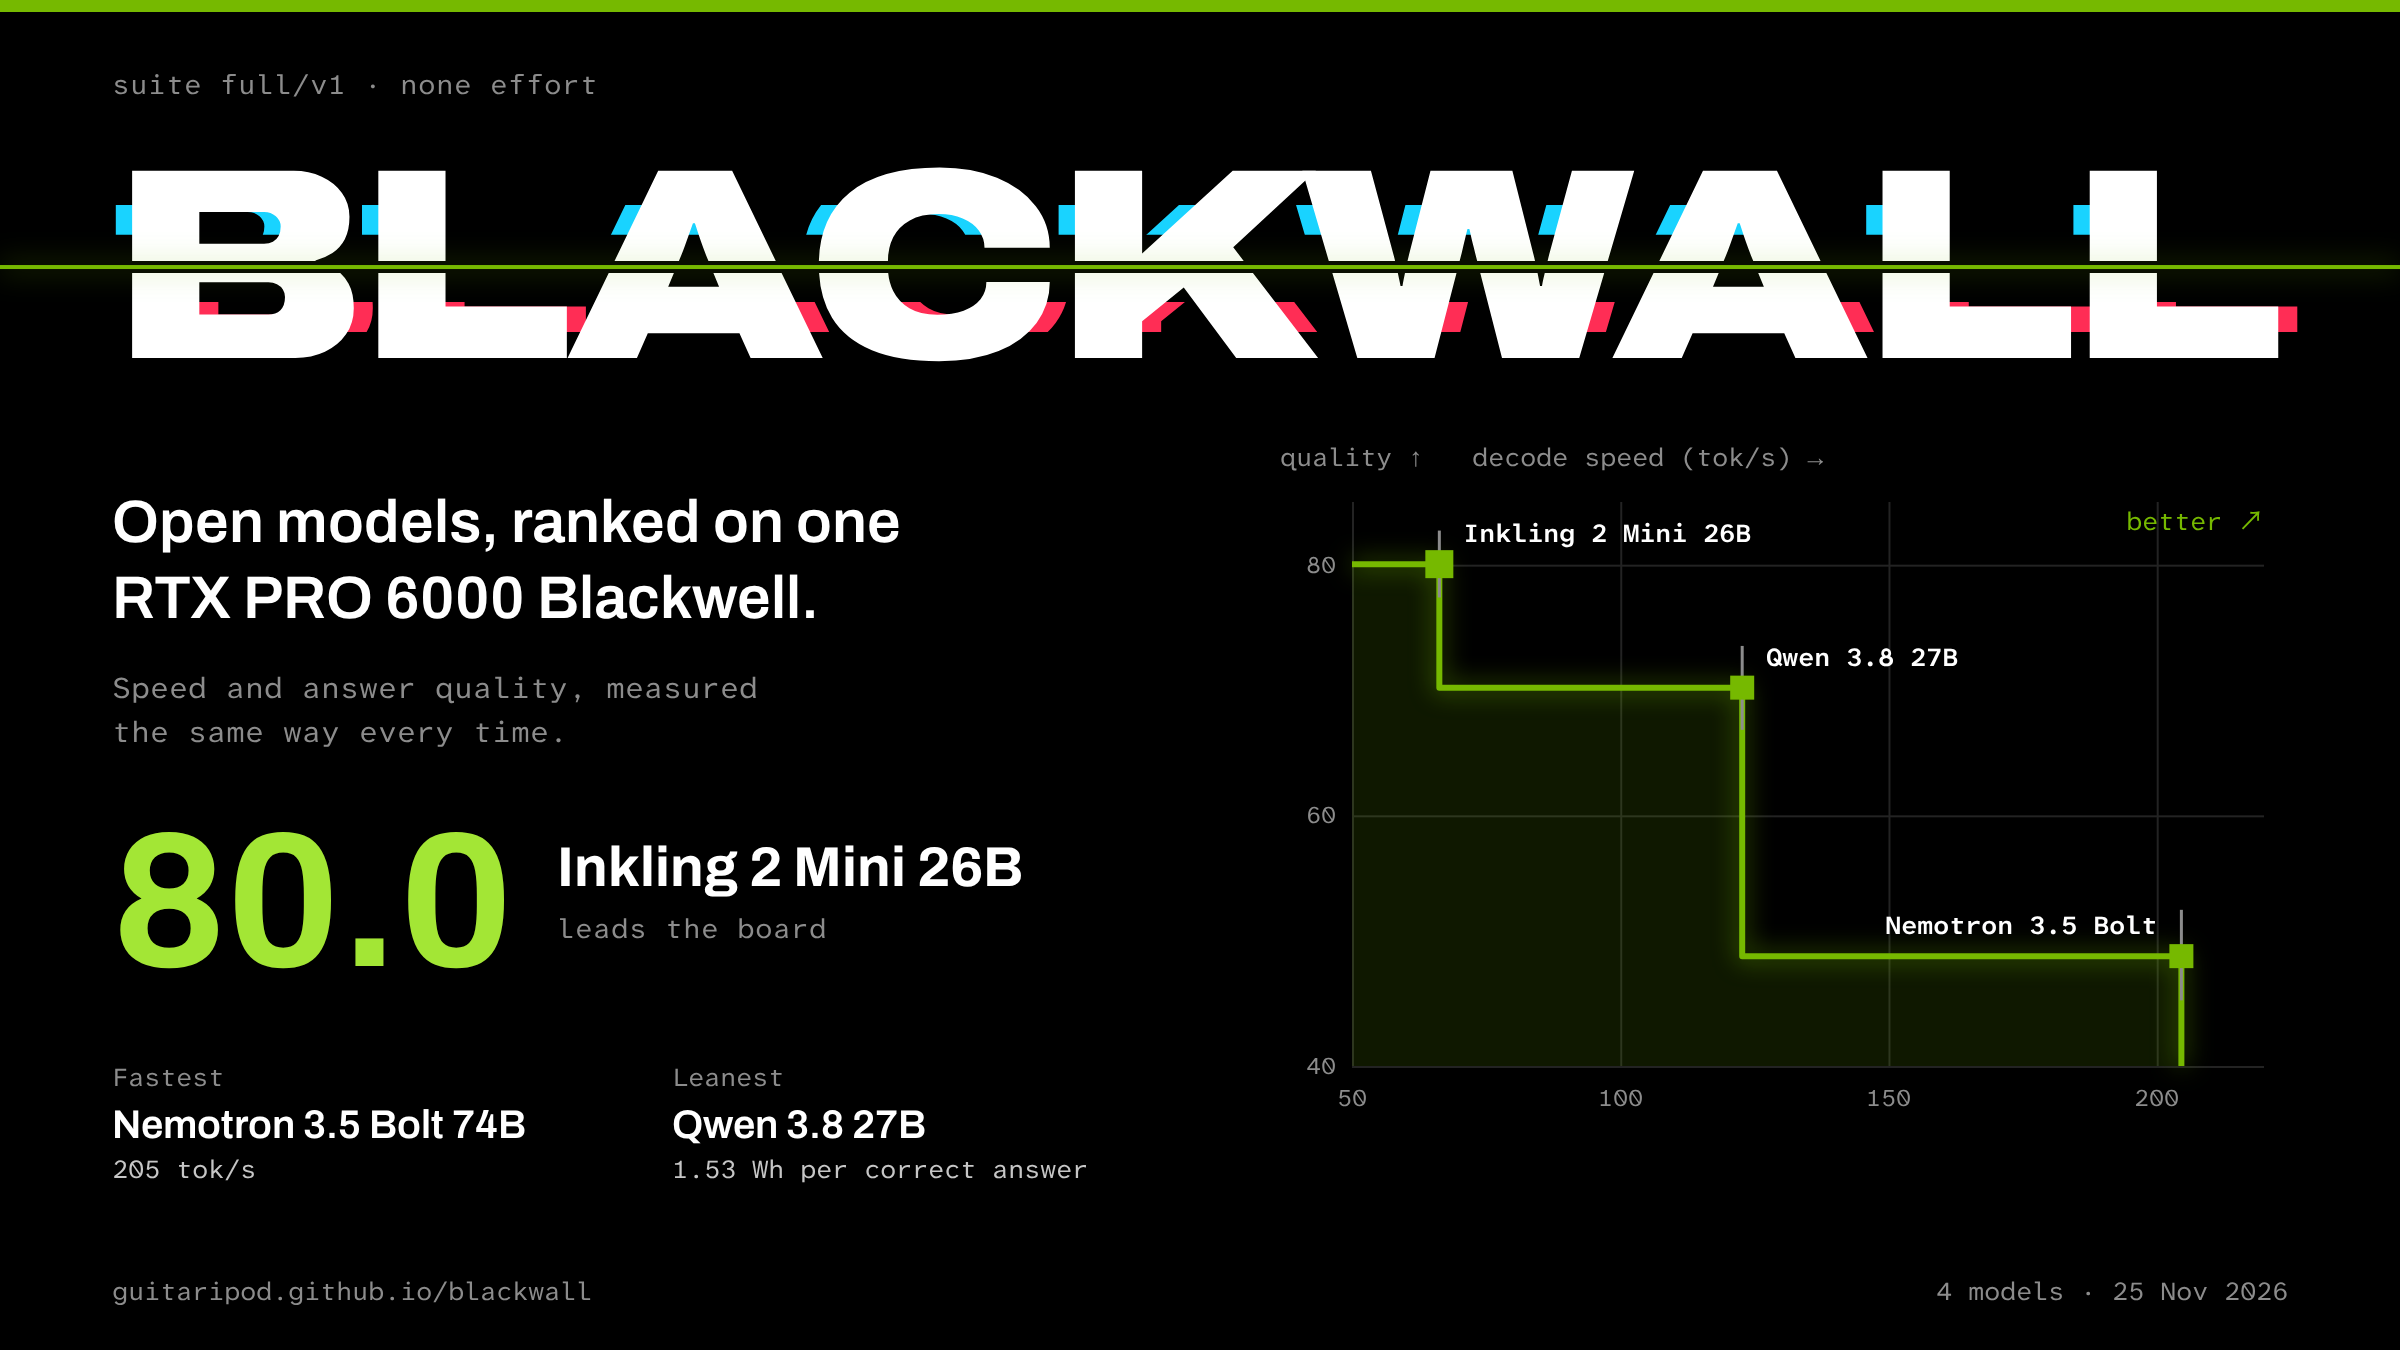 suite full/v1 · none effort
BLACKWALL
Open models, ranked on one
RTX PRO 6000 Blackwell.
Speed and answer quality, measured
the same way every time.
80.0
Inkling 2 Mini 26B
leads the board
Fastest
Nemotron 3.5 Bolt 74B
205 tok/s
Leanest
Qwen 3.8 27B
1.53 Wh per correct answer
quality ↑ decode speed (tok/s) →
better ↗
Inkling 2 Mini 26B
80
Qwen 3.8 27B
60
Nemotron 3.5 Bolt
40
50 100 150 200
guitaripod.github.io/blackwall
4 models · 25 Nov 2026